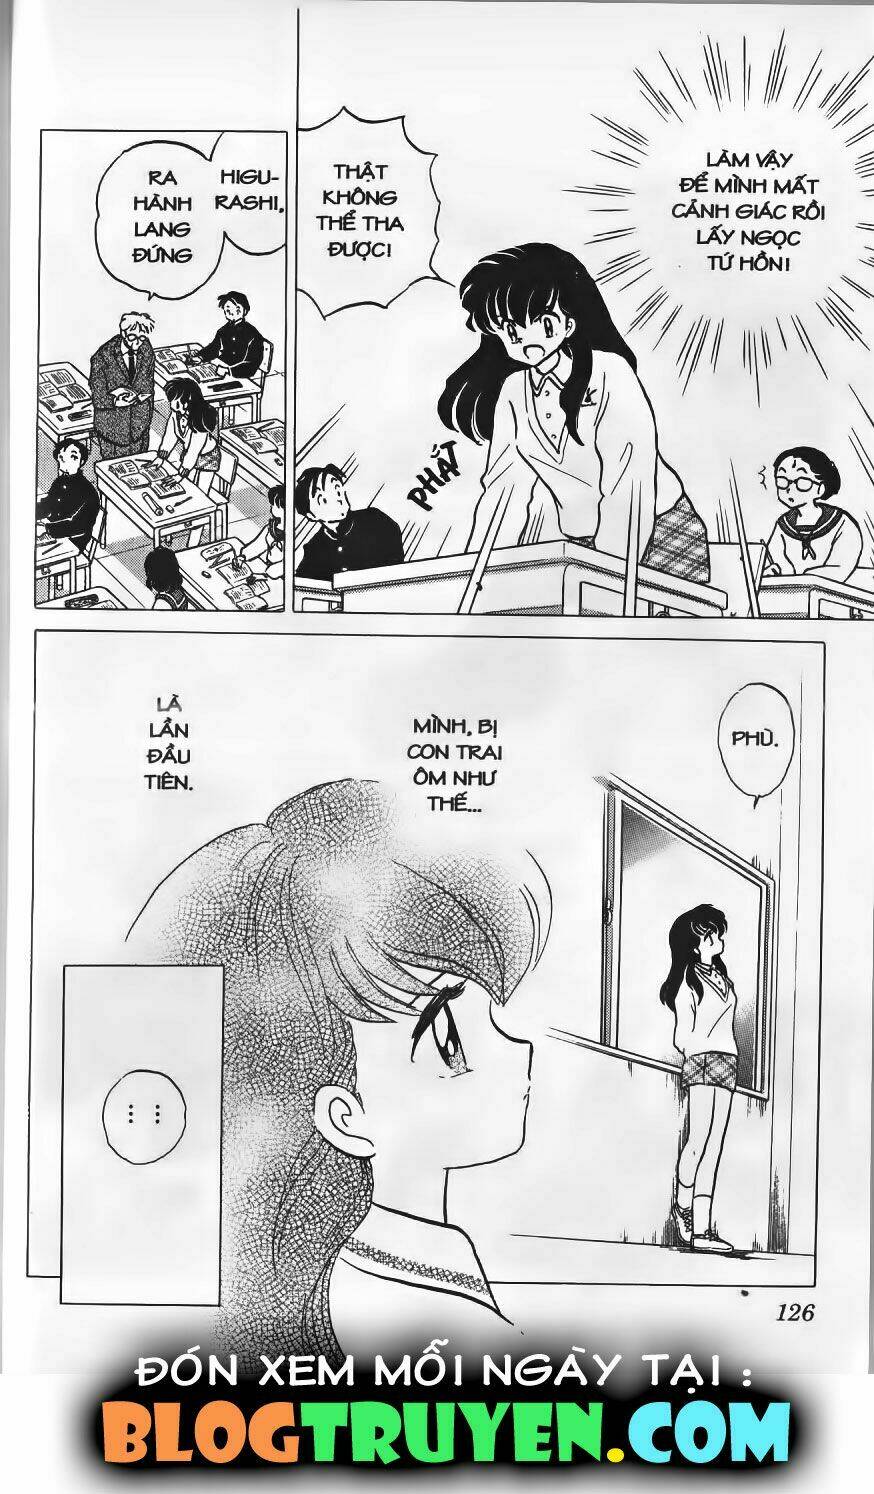 LÀM VẬY
ĐỂ MÌNH MẤT
CẢNH GIÁC RỒI
LẤY NGỌC
TỨ HỒN!
THẬT
KHÔNG
THỂ THA
ĐƯỢC!
PHẮT
HIGU-
RASHI.
RA
HÀNH
LANG
ĐỨNG
PHÙ.
MÌNH, BỊ
CON TRAI
ÔM NHƯ
THẾ...
LÀ
LẦN
ĐẦU
TIÊN.
......
126
ĐÓN XEM MỖI NGÀY TẠI :
BLOGTRUYEN.COM